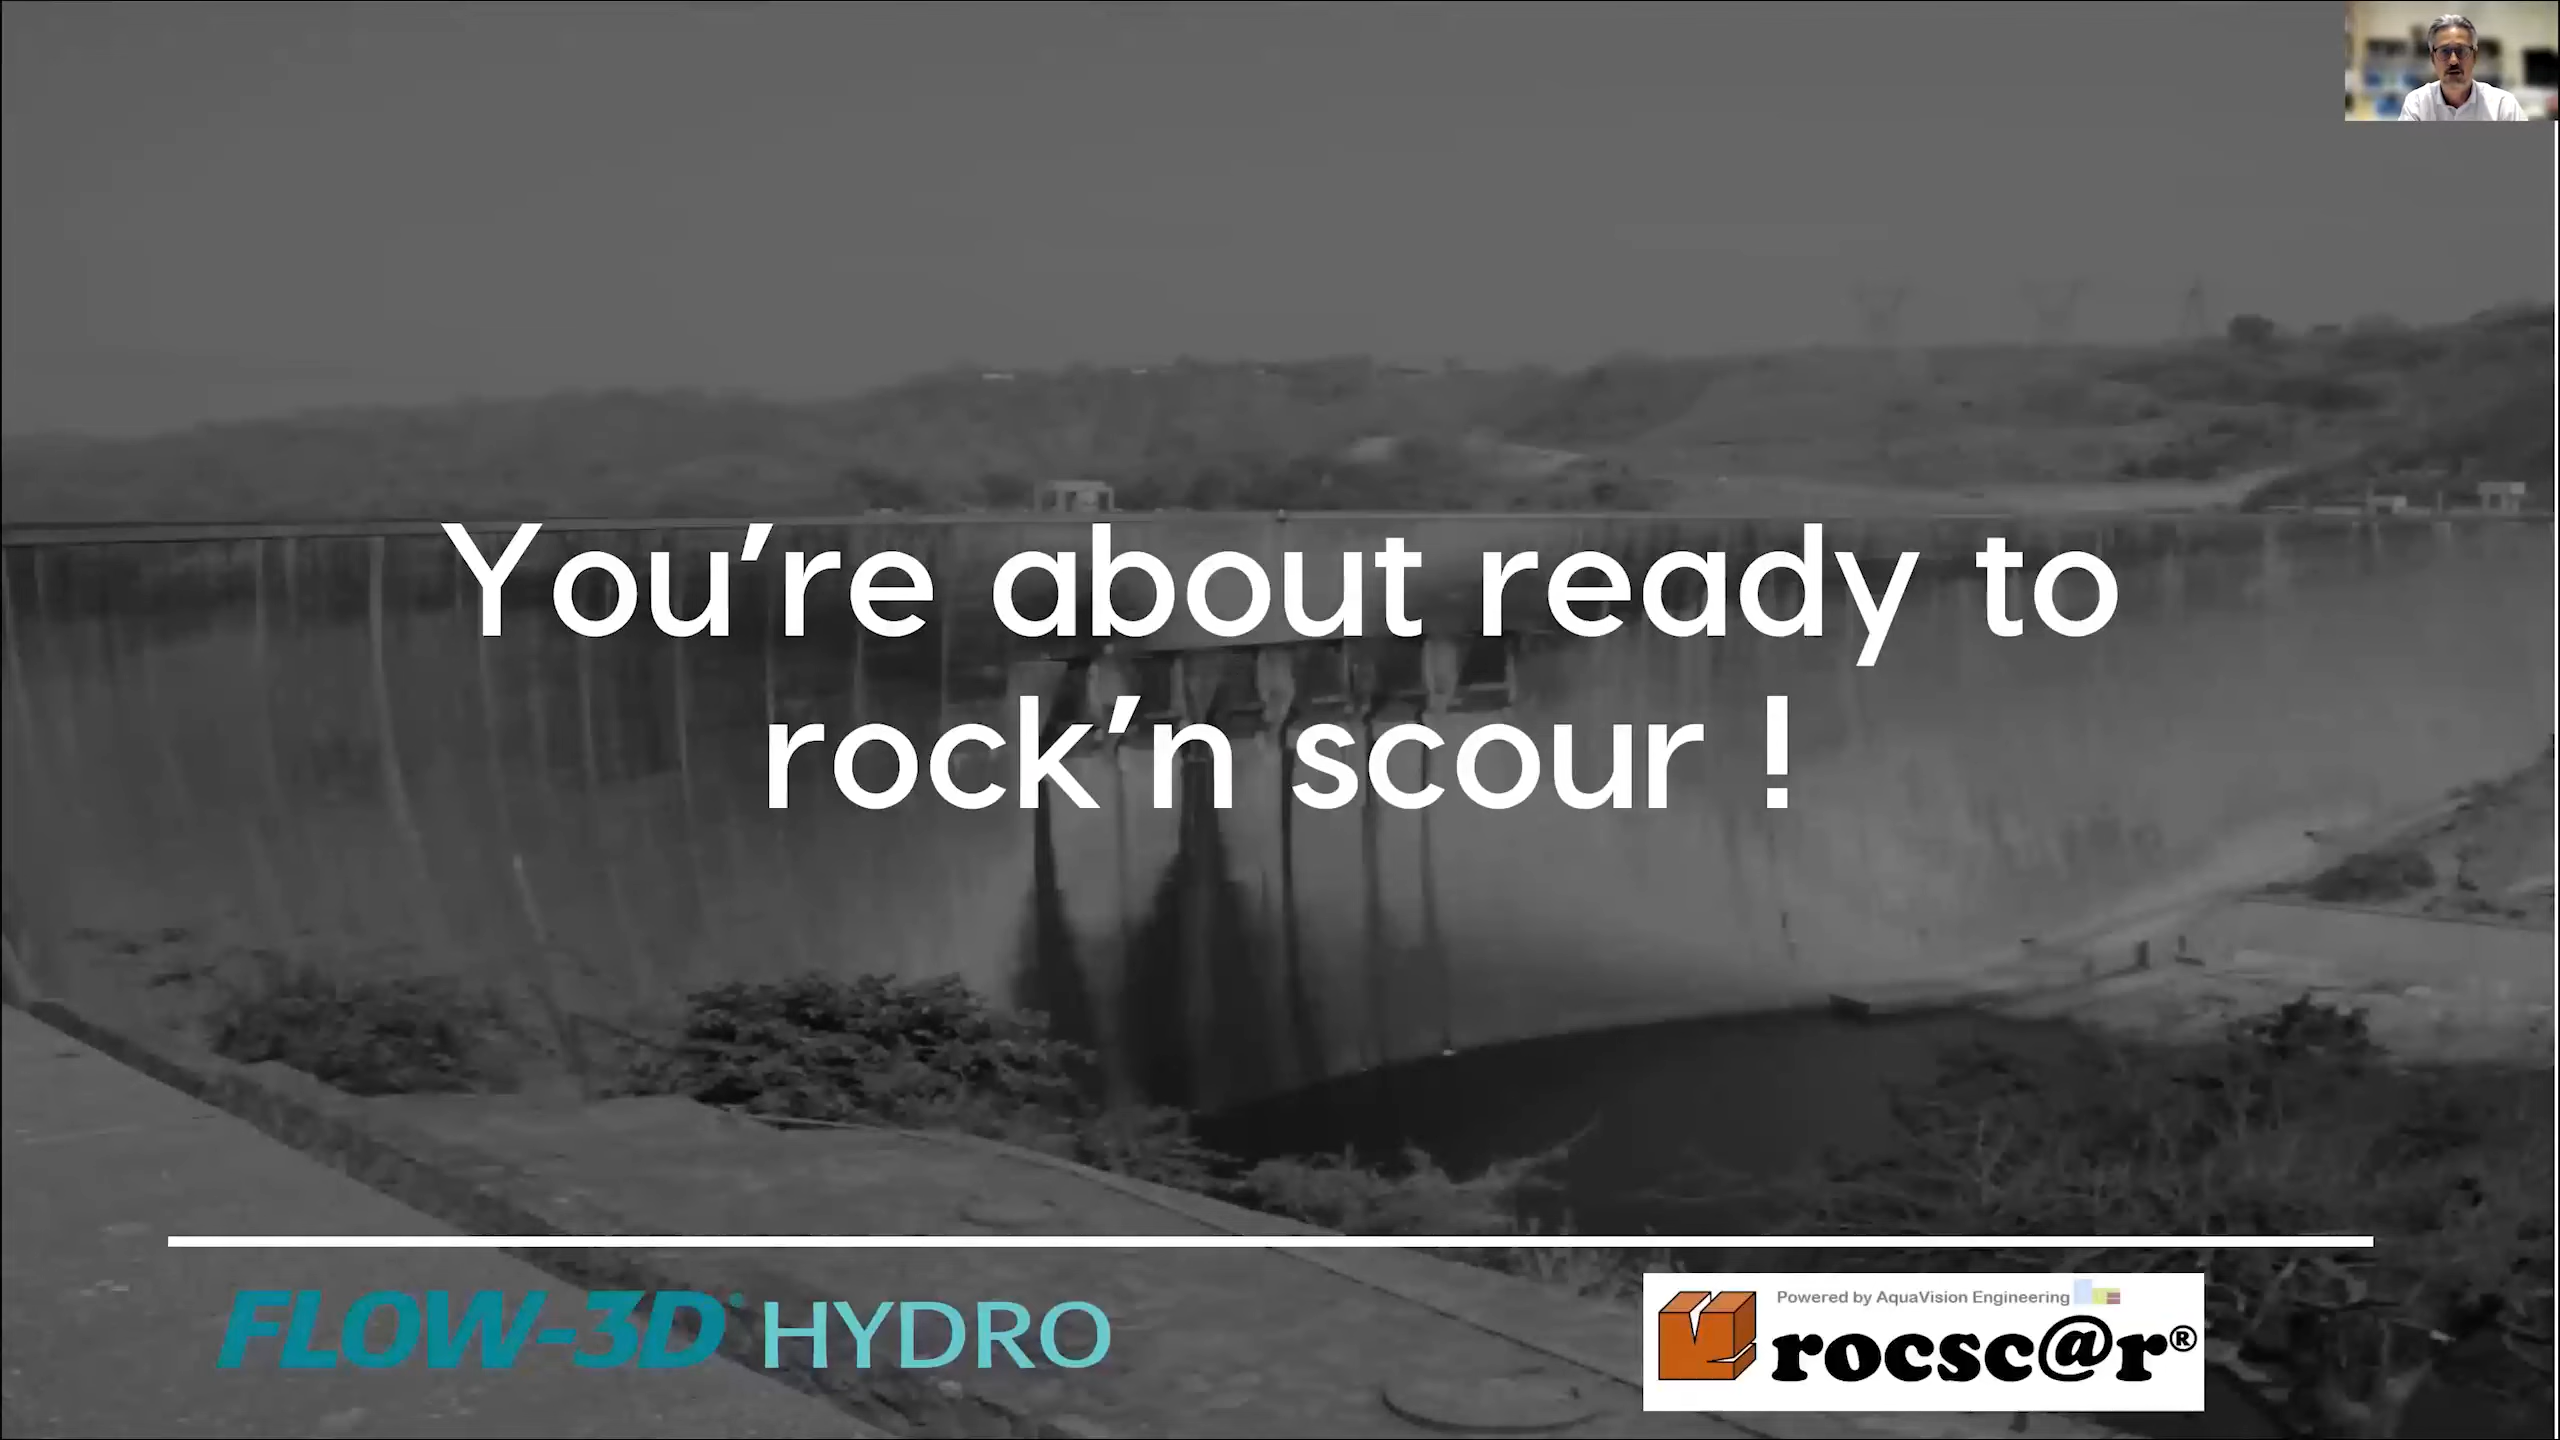 You're about ready to
rock'n scour !
FLOW-3D HYDRO
Powered by AquaVision Engineering
rocsc@r®